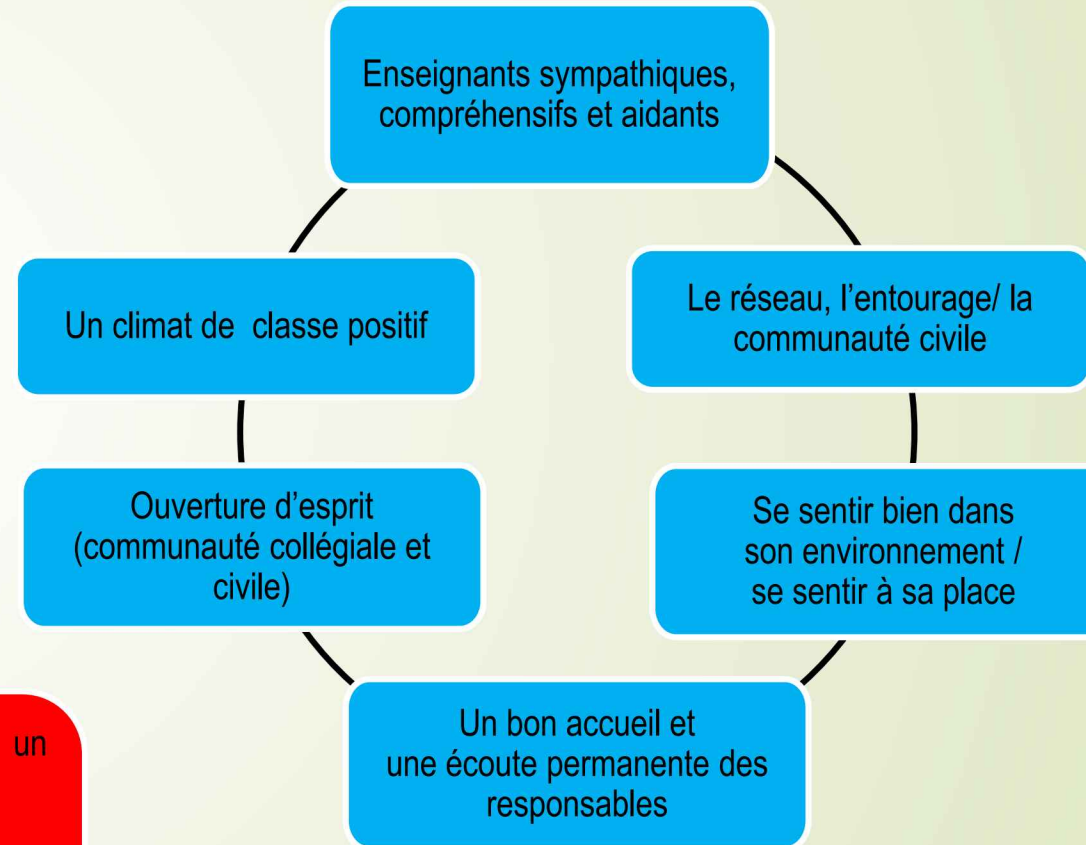 Enseignants sympathiques,
compréhensifs et aidants
Le réseau, l’entourage/ la
communauté civile
Se sentir bien dans
son environnement /
se sentir à sa place
Un bon accueil et
une écoute permanente des
responsables
Ouverture d’esprit
(communauté collégiale et
civile)
Un climat de classe positif
un